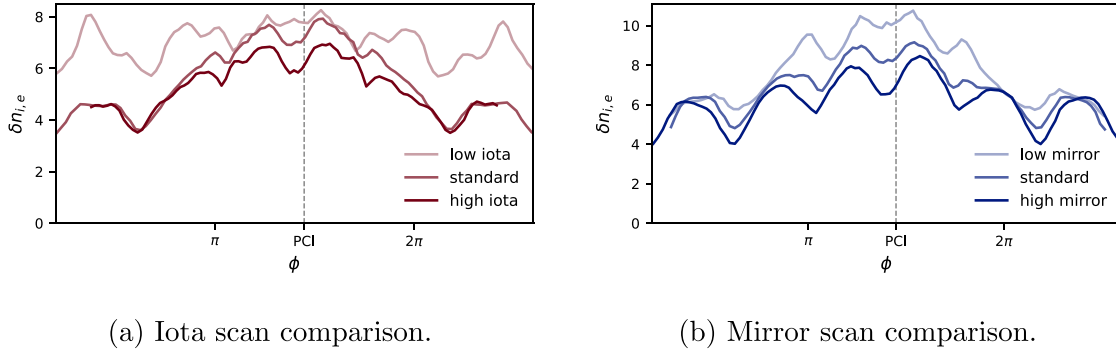 8
6
4
2
0
δn_{i, e}
low iota
standard
high iota
π
PCI
2π
ϕ
10
8
6
4
2
0
δn_{i, e}
low mirror
standard
high mirror
π
PCI
2π
ϕ
(a) Iota scan comparison.
(b) Mirror scan comparison.